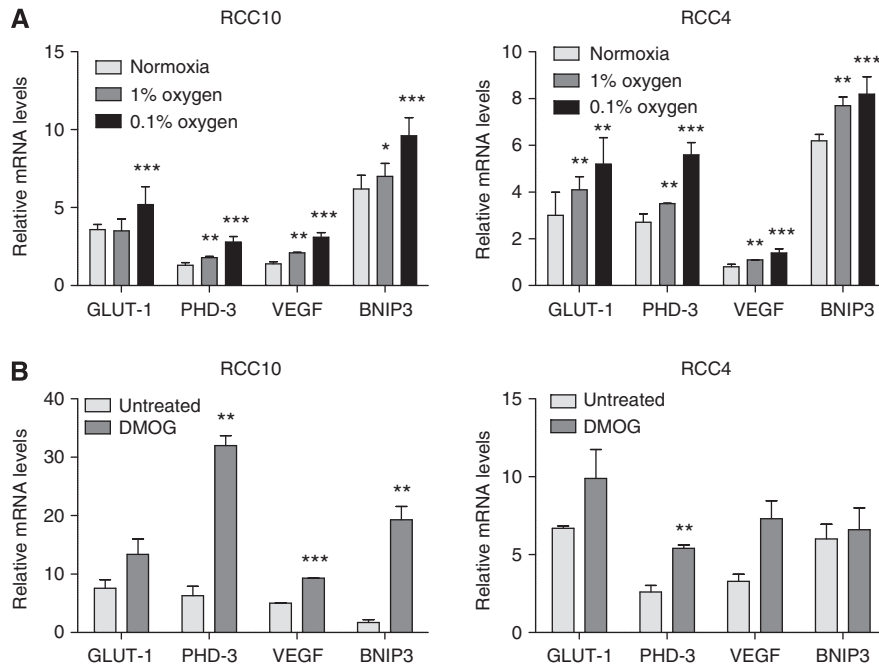 A
RCC10
Relative mRNA levels
15
10
5
0
Normoxia
1% oxygen
0.1% oxygen
***
** ***
** ***
* ***
GLUT-1 PHD-3 VEGF BNIP3
RCC4
Relative mRNA levels
10
8
6
4
2
0
Normoxia
1% oxygen
0.1% oxygen
** **
** ***
** ***
** ***
GLUT-1 PHD-3 VEGF BNIP3
B
RCC10
Relative mRNA levels
40
30
20
10
0
Untreated
DMOG
**
***
**
GLUT-1 PHD-3 VEGF BNIP3
RCC4
Relative mRNA levels
15
10
5
0
Untreated
DMOG
**
GLUT-1 PHD-3 VEGF BNIP3